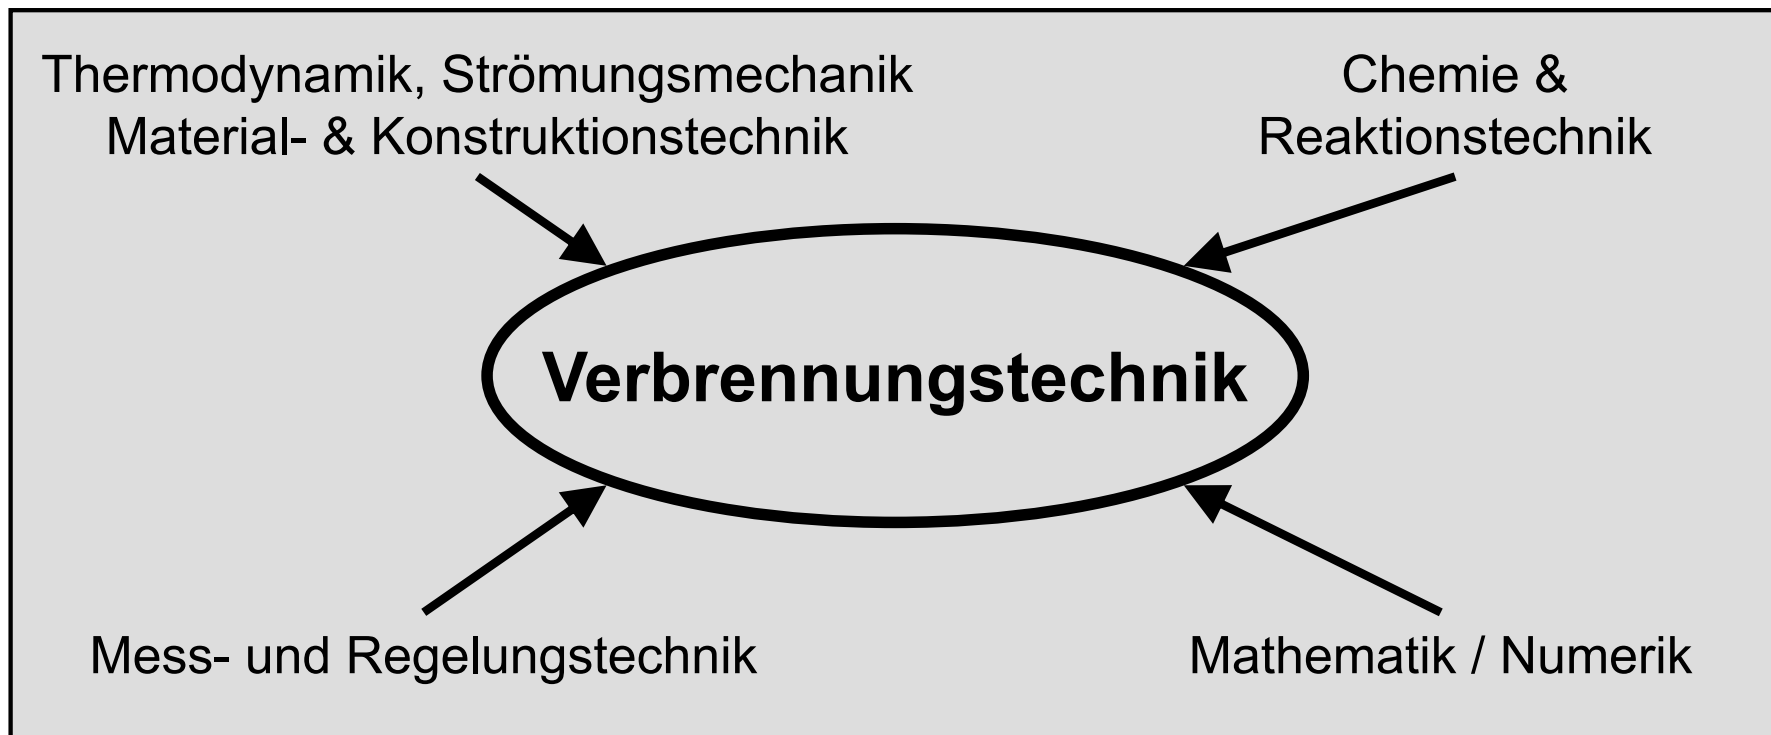 Thermodynamik, Strömungsmechanik
Material- & Konstruktionstechnik
Chemie &
Reaktionstechnik
Verbrennungstechnik
Mess- und Regelungstechnik
Mathematik / Numerik